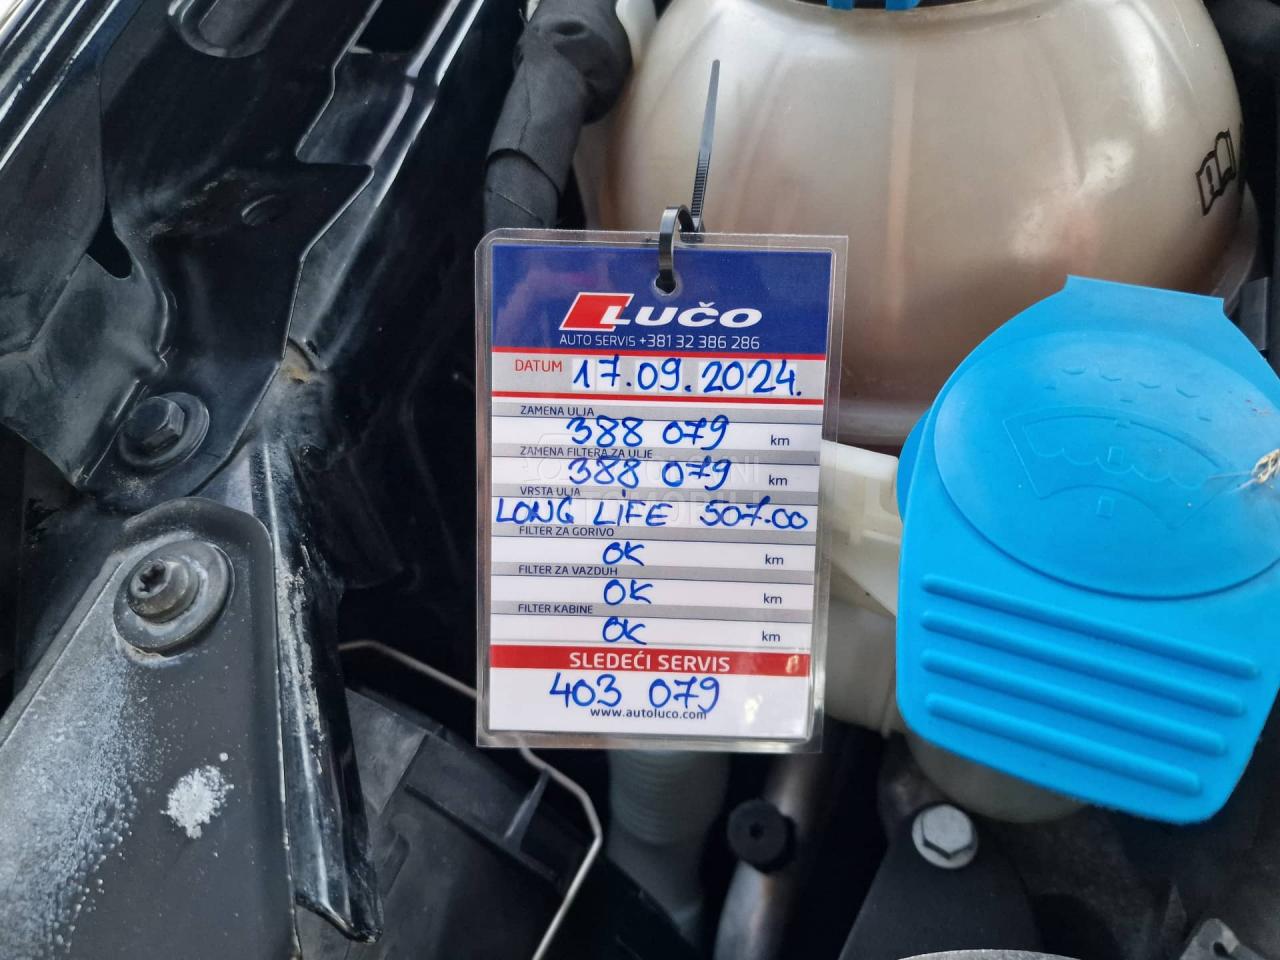 LUČO
AUTO SERVIS +381 32 386 286
DATUM 17.09.2024.
ZAMENA ULJA
388 079 km
ZAMENA FILTERA ZA ULJE
388 079 km
VRSTA ULJA
LONG LIFE 507.00
FILTER ZA GORIVO
OK km
FILTER ZA VAZDUH
OK km
FILTER KABINE
OK km
SLEDEĆI SERVIS
403 079
www.autoluco.com